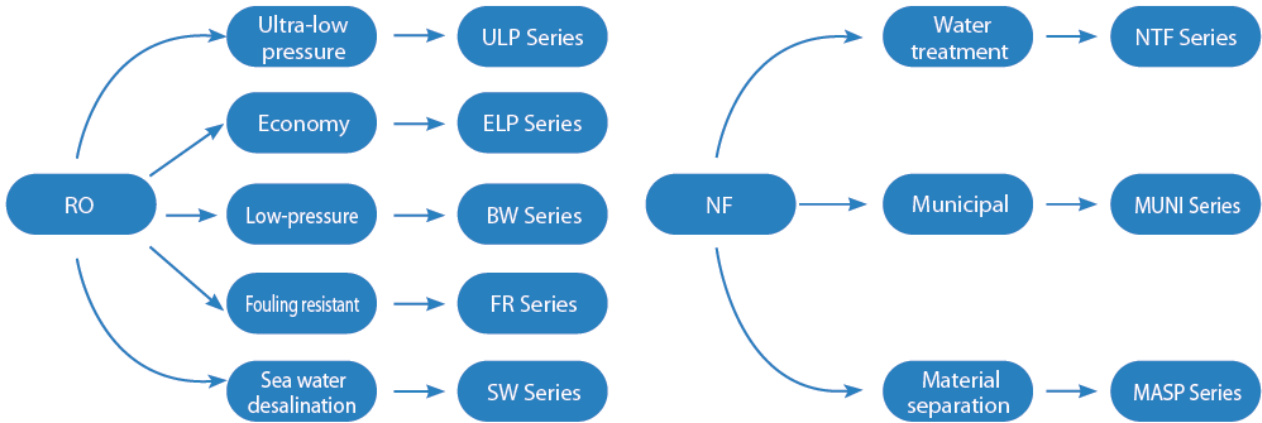 RO
Ultra-low
pressure
ULP Series
Economy
ELP Series
Low-pressure
BW Series
Fouling resistant
FR Series
Sea water
desalination
SW Series
NF
Water
treatment
NTF Series
Municipal
MUNI Series
Material
separation
MASP Series